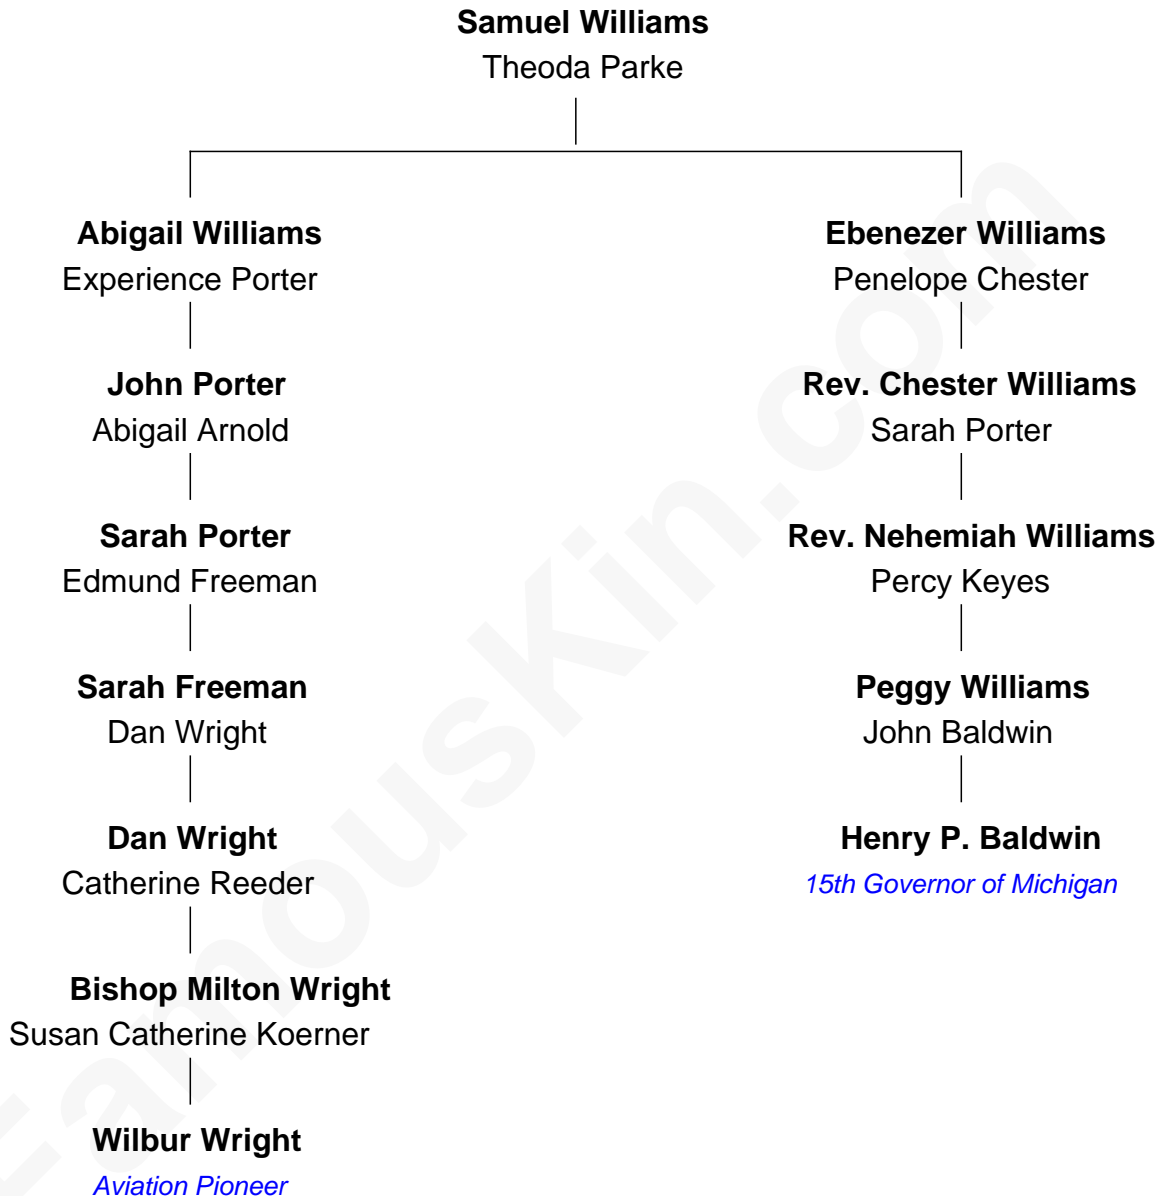 Samuel Williams
Theoda Parke
Abigail Williams
Experience Porter
Ebenezer Williams
Penelope Chester
John Porter
Abigail Arnold
Rev. Chester Williams
Sarah Porter
Sarah Porter
Edmund Freeman
Rev. Nehemiah Williams
Percy Keyes
Sarah Freeman
Dan Wright
Peggy Williams
John Baldwin
Dan Wright
Catherine Reeder
Henry P. Baldwin
15th Governor of Michigan
Bishop Milton Wright
Susan Catherine Koerner
Wilbur Wright
Aviation Pioneer
FamousKin.com